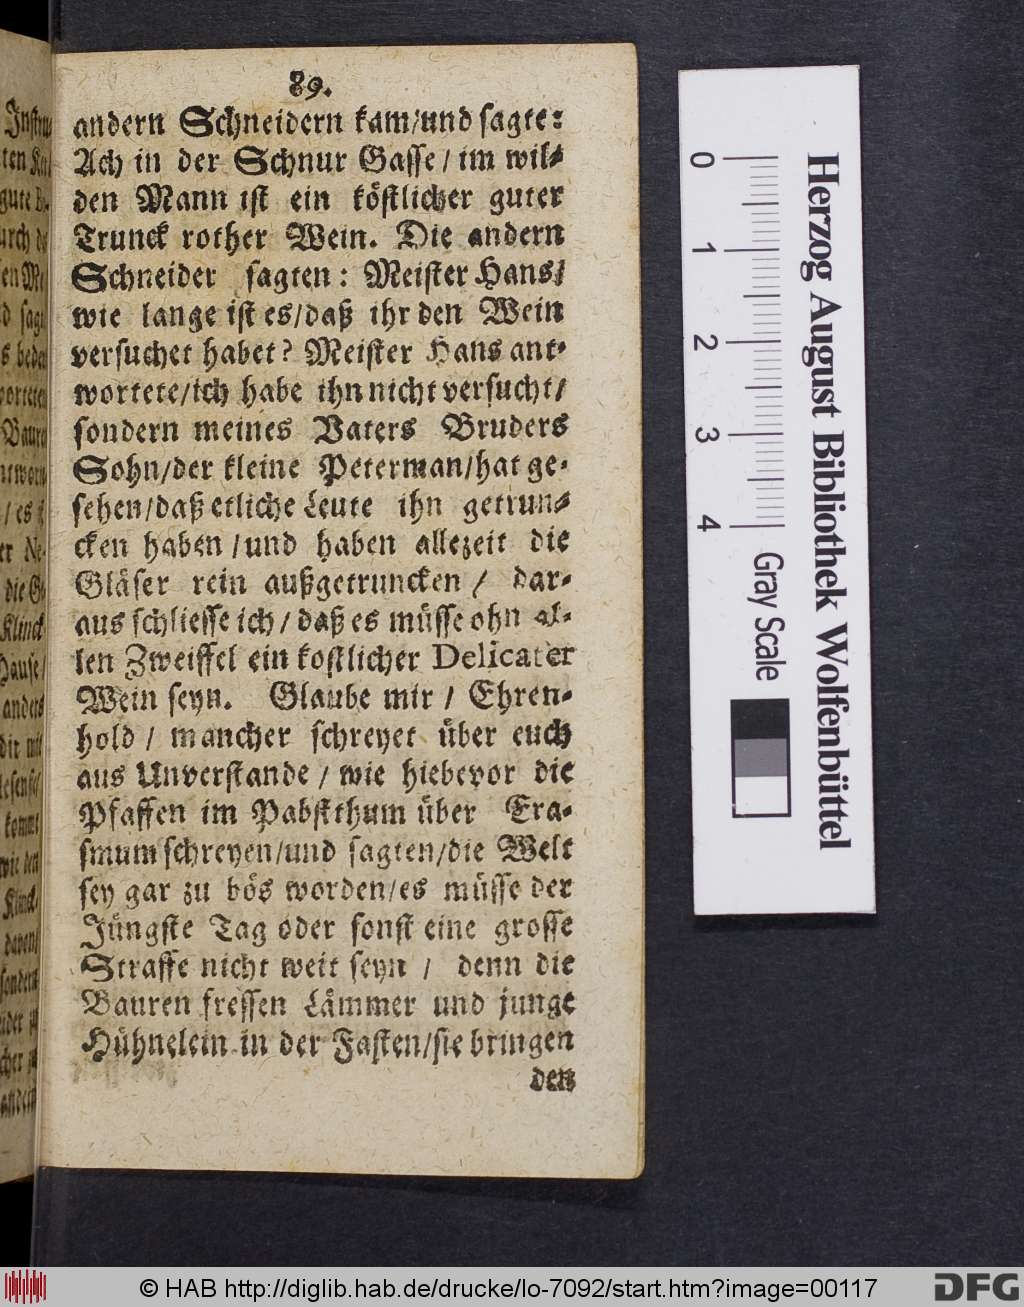 89.
andern Schneidern kam/und sagte:
Ach in der Schnur Gasse/ im wil-
den Mann ist ein köstlicher guter
Trunck rother Wein. Die andern
Schneider sagten: Meister Hans/
wie lange ist es/daß ihr den Wein
versuchet habet? Meister Hans ant-
wortete/ich habe ihn nicht versucht/
sondern meines Vaters Bruders
Sohn/der kleine Peterman/hat ge-
sehen/daß etliche Leute ihn getrun-
cken haben/und haben allezeit die
Gläser rein außgetruncken/ dar-
aus schliesse ich/ daß es müsse ohn al-
len Zweiffel ein kostlicher Delicater
Wein seyn. Glaube mir/ Ehren-
hold/ mancher schreyet über euch
aus Unverstande/ wie hiebevor die
Pfaffen im Pabstthum über Era-
smum schreyen/und sagten/die Welt
sey gar zu bös worden/es müsse der
Jüngste Tag oder sonst eine grosse
Straffe nicht weit seyn/ denn die
Bauren fressen Lämmer und junge
Hühnelein in der Fasten/sie bringen
den
0 1 2 3 4
Gray Scale
Herzog August Bibliothek Wolfenbüttel
© HAB http://diglib.hab.de/drucke/lo-7092/start.htm?image=00117
DFG